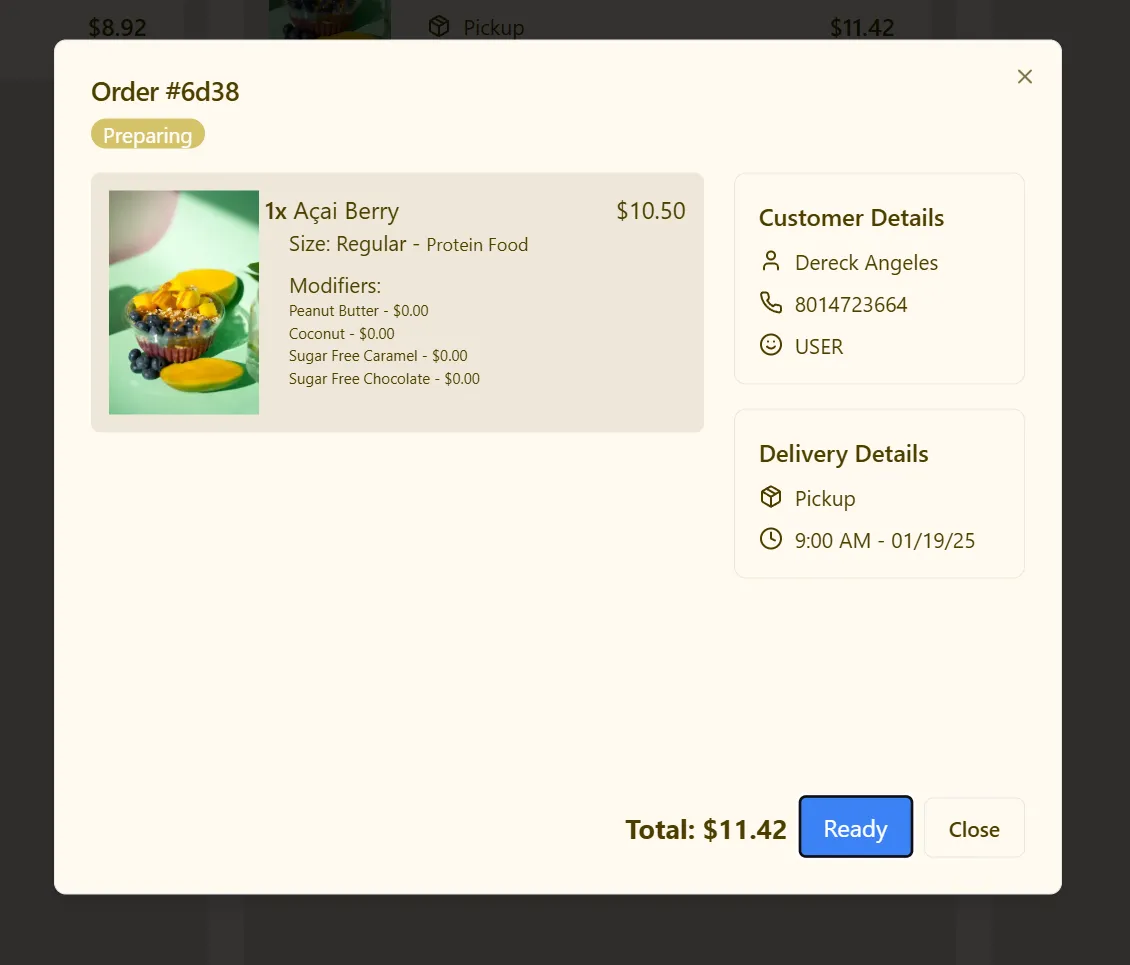 $8.92
Pickup
$11.42
Order #6d38
Preparing
1x Açai Berry
$10.50
Size: Regular - Protein Food
Modifiers:
Peanut Butter - $0.00
Coconut - $0.00
Sugar Free Caramel - $0.00
Sugar Free Chocolate - $0.00
Customer Details
Dereck Angeles
8014723664
USER
Delivery Details
Pickup
9:00 AM - 01/19/25
Total: $11.42
Ready
Close